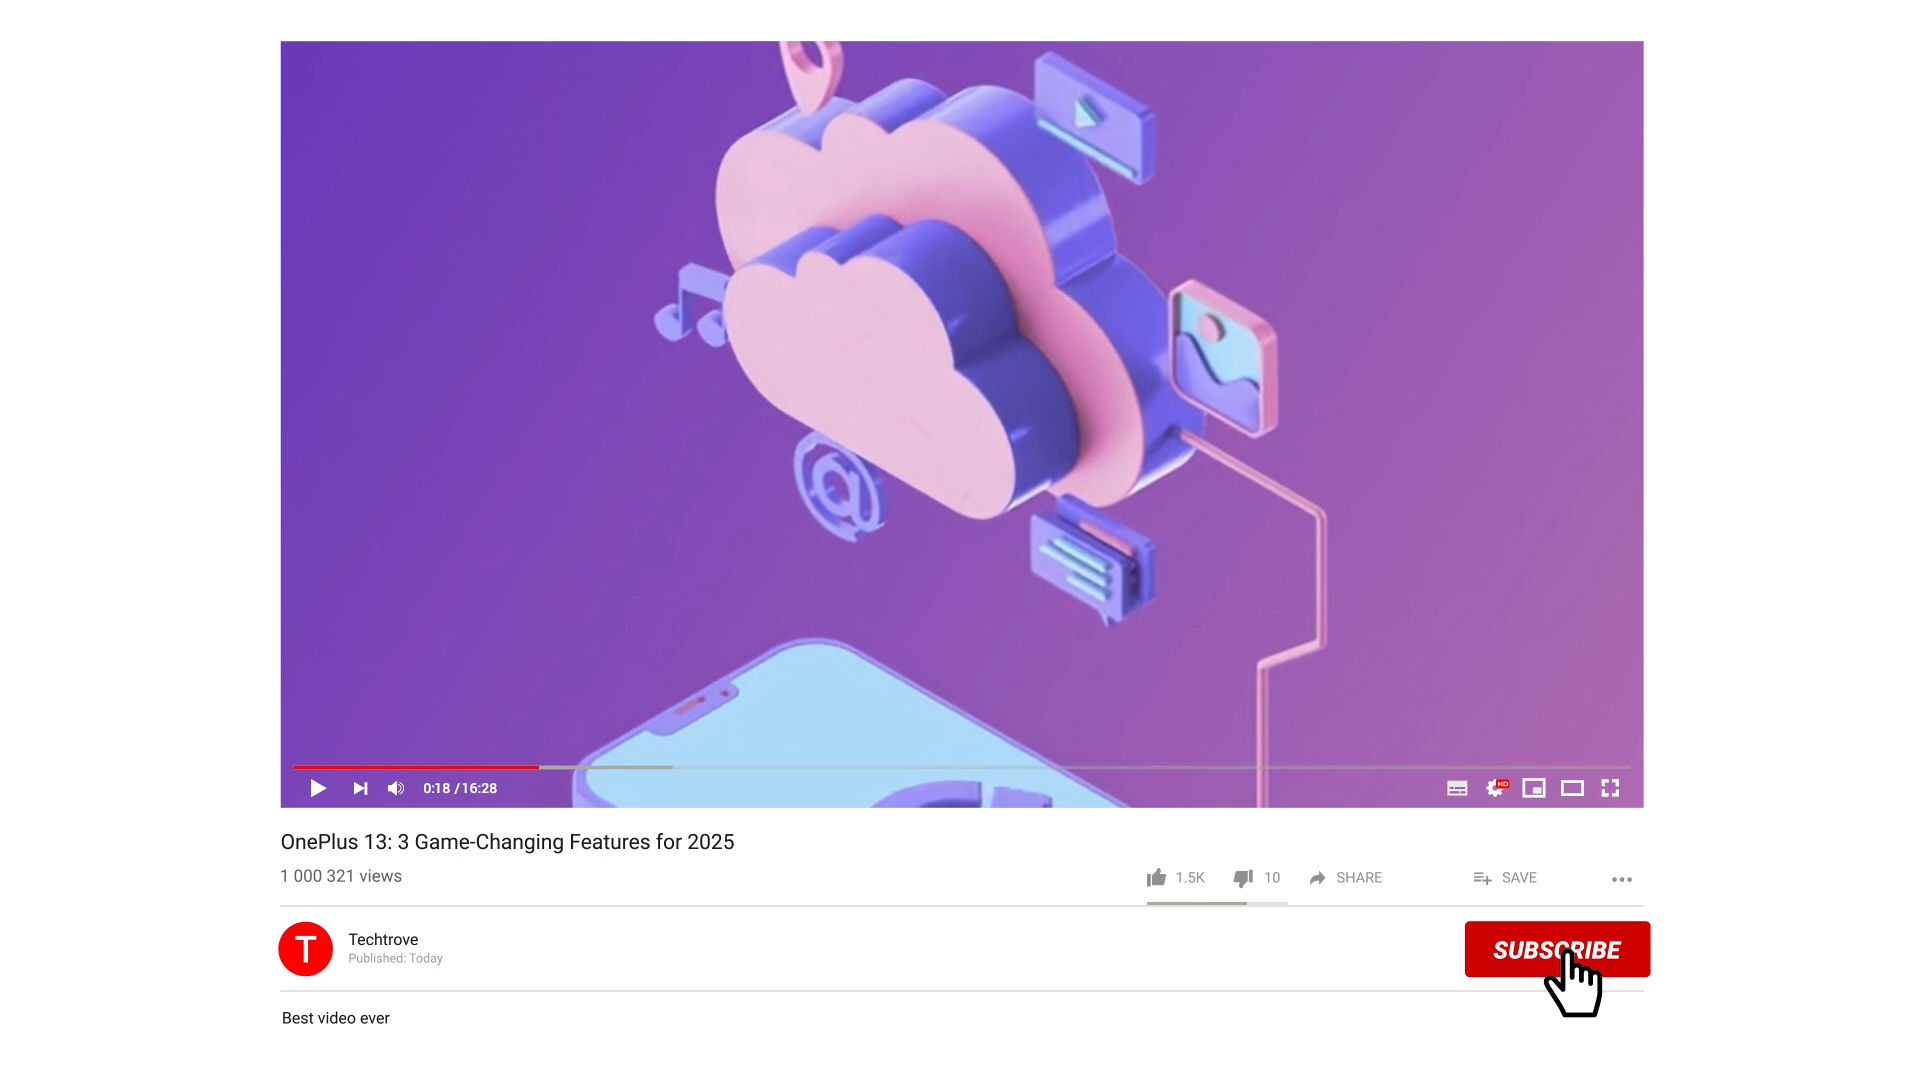 0:18 / 16:28
HD
OnePlus 13: 3 Game-Changing Features for 2025
1 000 321 views
1.5K
10
SHARE
SAVE
T
Techtrove
Published: Today
SUBSCRIBE
Best video ever